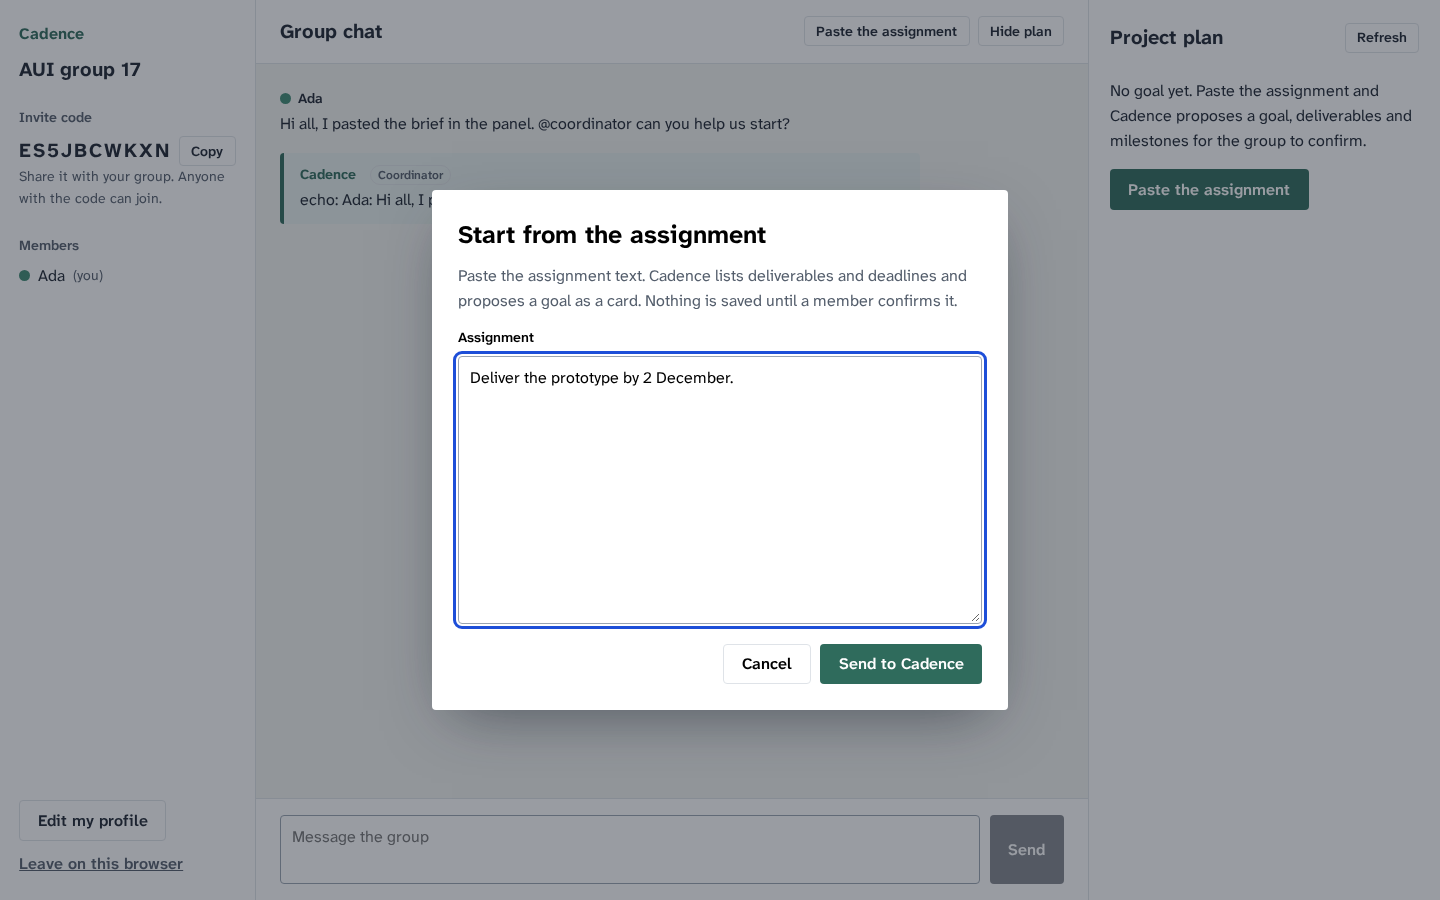 Cadence
AUI group 17
Invite code
ES5JBCWKXN
Copy
Share it with your group. Anyone
with the code can join.
Members
Ada (you)
Edit my profile
Leave on this browser
Group chat
Paste the assignment
Hide plan
Ada
Hi all, I pasted the brief in the panel. @coordinator can you help us start?
Cadence Coordinator
echo: Ada: Hi all, I
Start from the assignment
Paste the assignment text. Cadence lists deliverables and deadlines and
proposes a goal as a card. Nothing is saved until a member confirms it.
Assignment
Deliver the prototype by 2 December.
Cancel
Send to Cadence
Message the group
Send
Project plan
Refresh
No goal yet. Paste the assignment and
Cadence proposes a goal, deliverables and
milestones for the group to confirm.
Paste the assignment